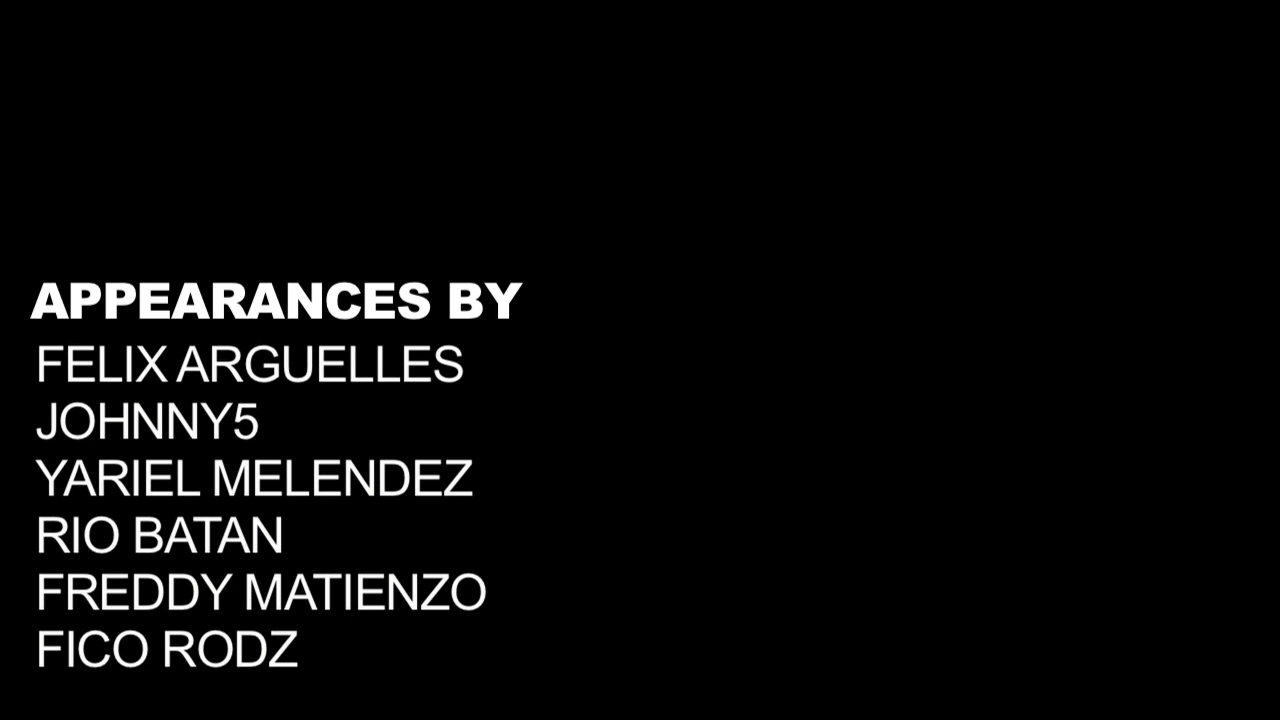 APPEARANCES BY
FELIX ARGUELLES
JOHNNY5
YARIEL MELENDEZ
RIO BATAN
FREDDY MATIENZO
FICO RODZ